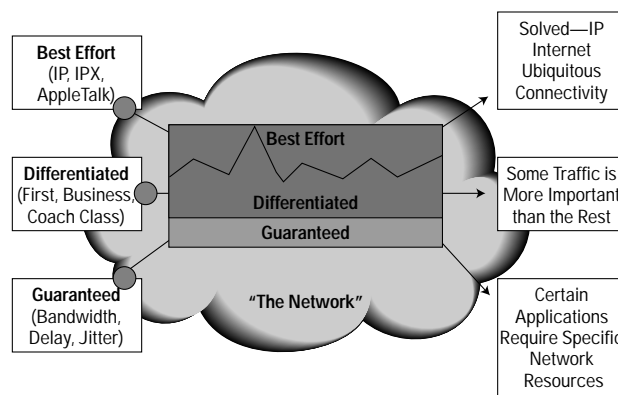 Best Effort
(IP, IPX,
AppleTalk)
Differentiated
(First, Business,
Coach Class)
Guaranteed
(Bandwidth,
Delay, Jitter)
Best Effort
Differentiated
Guaranteed
“The Network”
Solved—IP
Internet
Ubiquitous
Connectivity
Some Traffic is
More Important
than the Rest
Certain
Applications
Require Specific
Network
Resources